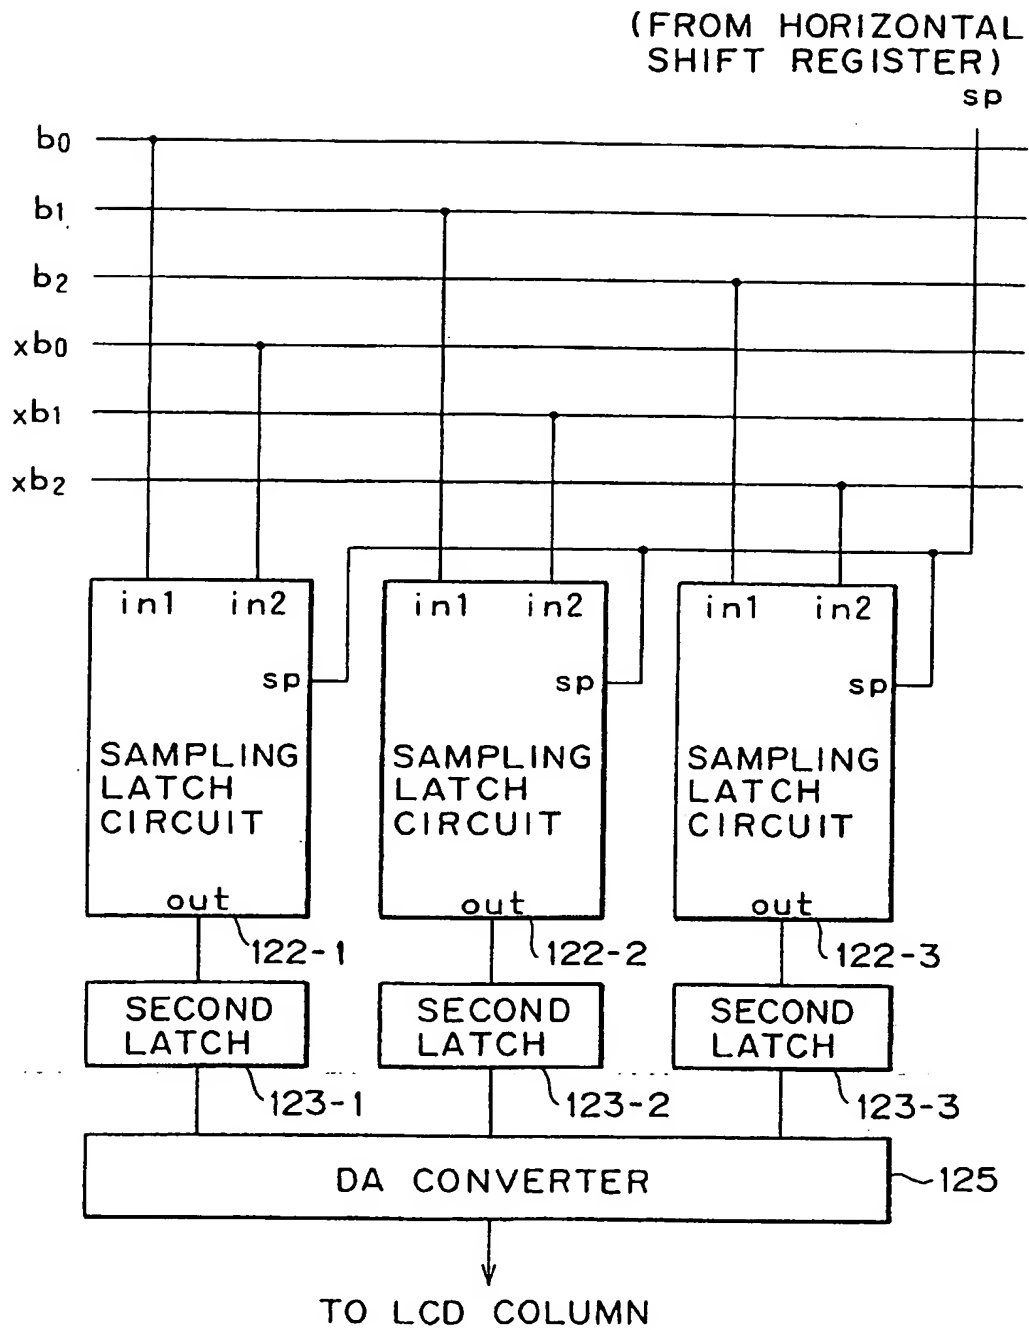 (FROM HORIZONTAL
SHIFT REGISTER)
sp
b0
b1
b2
xb0
xb1
xb2
in1 in2 in1 in2 in1 in2
sp sp sp
SAMPLING LATCH CIRCUIT
SAMPLING LATCH CIRCUIT
SAMPLING LATCH CIRCUIT
out out out
122-1 122-2 122-3
SECOND LATCH
SECOND LATCH
SECOND LATCH
123-1 123-2 123-3
DA CONVERTER 125
TO LCD COLUMN